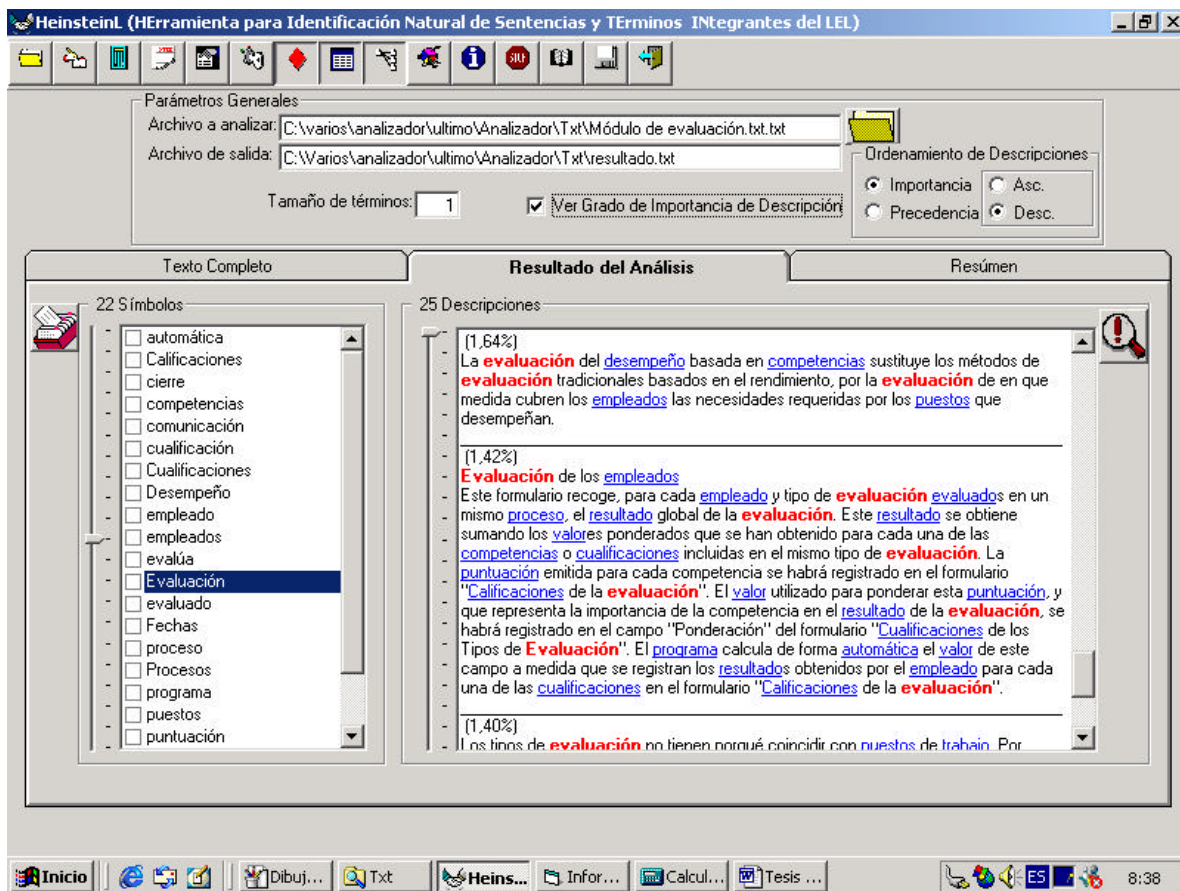 HeinsteinL (HErramienta para Identificación Natural de Sentencias y TErminos INtegrantes del LEL)
Parámetros Generales
Archivo a analizar: C:\varios\analizador\ultimo\Analizador\Txt\Módulo de evaluación.txt.txt
Archivo de salida: C:\Varios\analizador\ultimo\Analizador\Txt\resultado.txt
Tamaño de términos: 1
Ver Grado de Importancia de Descripción
Ordenamiento de Descripciones
Importancia Asc.
Precedencia Desc.
Texto Completo Resultado del Análisis Resúmen
22 Símbolos
automática
Calificaciones
cierre
competencias
comunicación
cualificación
Cualificaciones
Desempeño
empleado
empleados
evalúa
Evaluación
evaluado
Fechas
proceso
Procesos
programa
puestos
puntuación
25 Descripciones
(1,64%)
La evaluación del desempeño basada en competencias sustituye los métodos de
evaluación tradicionales basados en el rendimiento, por la evaluación de en que
medida cubren los empleados las necesidades requeridas por los puestos que
desempeñan.
(1,42%)
Evaluación de los empleados
Este formulario recoge, para cada empleado y tipo de evaluación evaluados en un
mismo proceso, el resultado global de la evaluación. Este resultado se obtiene
sumando los valores ponderados que se han obtenido para cada una de las
competencias o cualificaciones incluidas en el mismo tipo de evaluación. La
puntuación emitida para cada competencia se habrá registrado en el formulario
"Calificaciones de la evaluación". El valor utilizado para ponderar esta puntuación, y
que representa la importancia de la competencia en el resultado de la evaluación, se
habrá registrado en el campo "Ponderación" del formulario "Cualificaciones de los
Tipos de Evaluación". El programa calcula de forma automática el valor de este
campo a medida que se registran los resultados obtenidos por el empleado para cada
una de las cualificaciones en el formulario "Calificaciones de la evaluación".
(1,40%)
Los tipos de evaluación no tienen porqué coincidir con puestos de trabajo. Por
Inicio Dibuj... Txt Heins... Infor... Calcul... Tesis ... ES 8:38